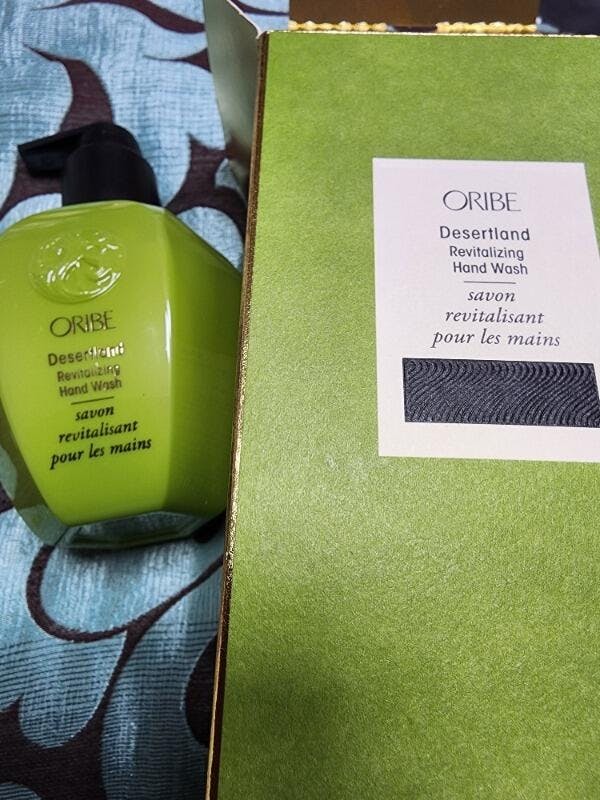 ORIBE
Desertland
Revitalizing
Hand Wash
savon
revitalisant
pour les mains
ORIBE
Desertland
Revitalizing
Hand Wash
savon
revitalisant
pour les mains